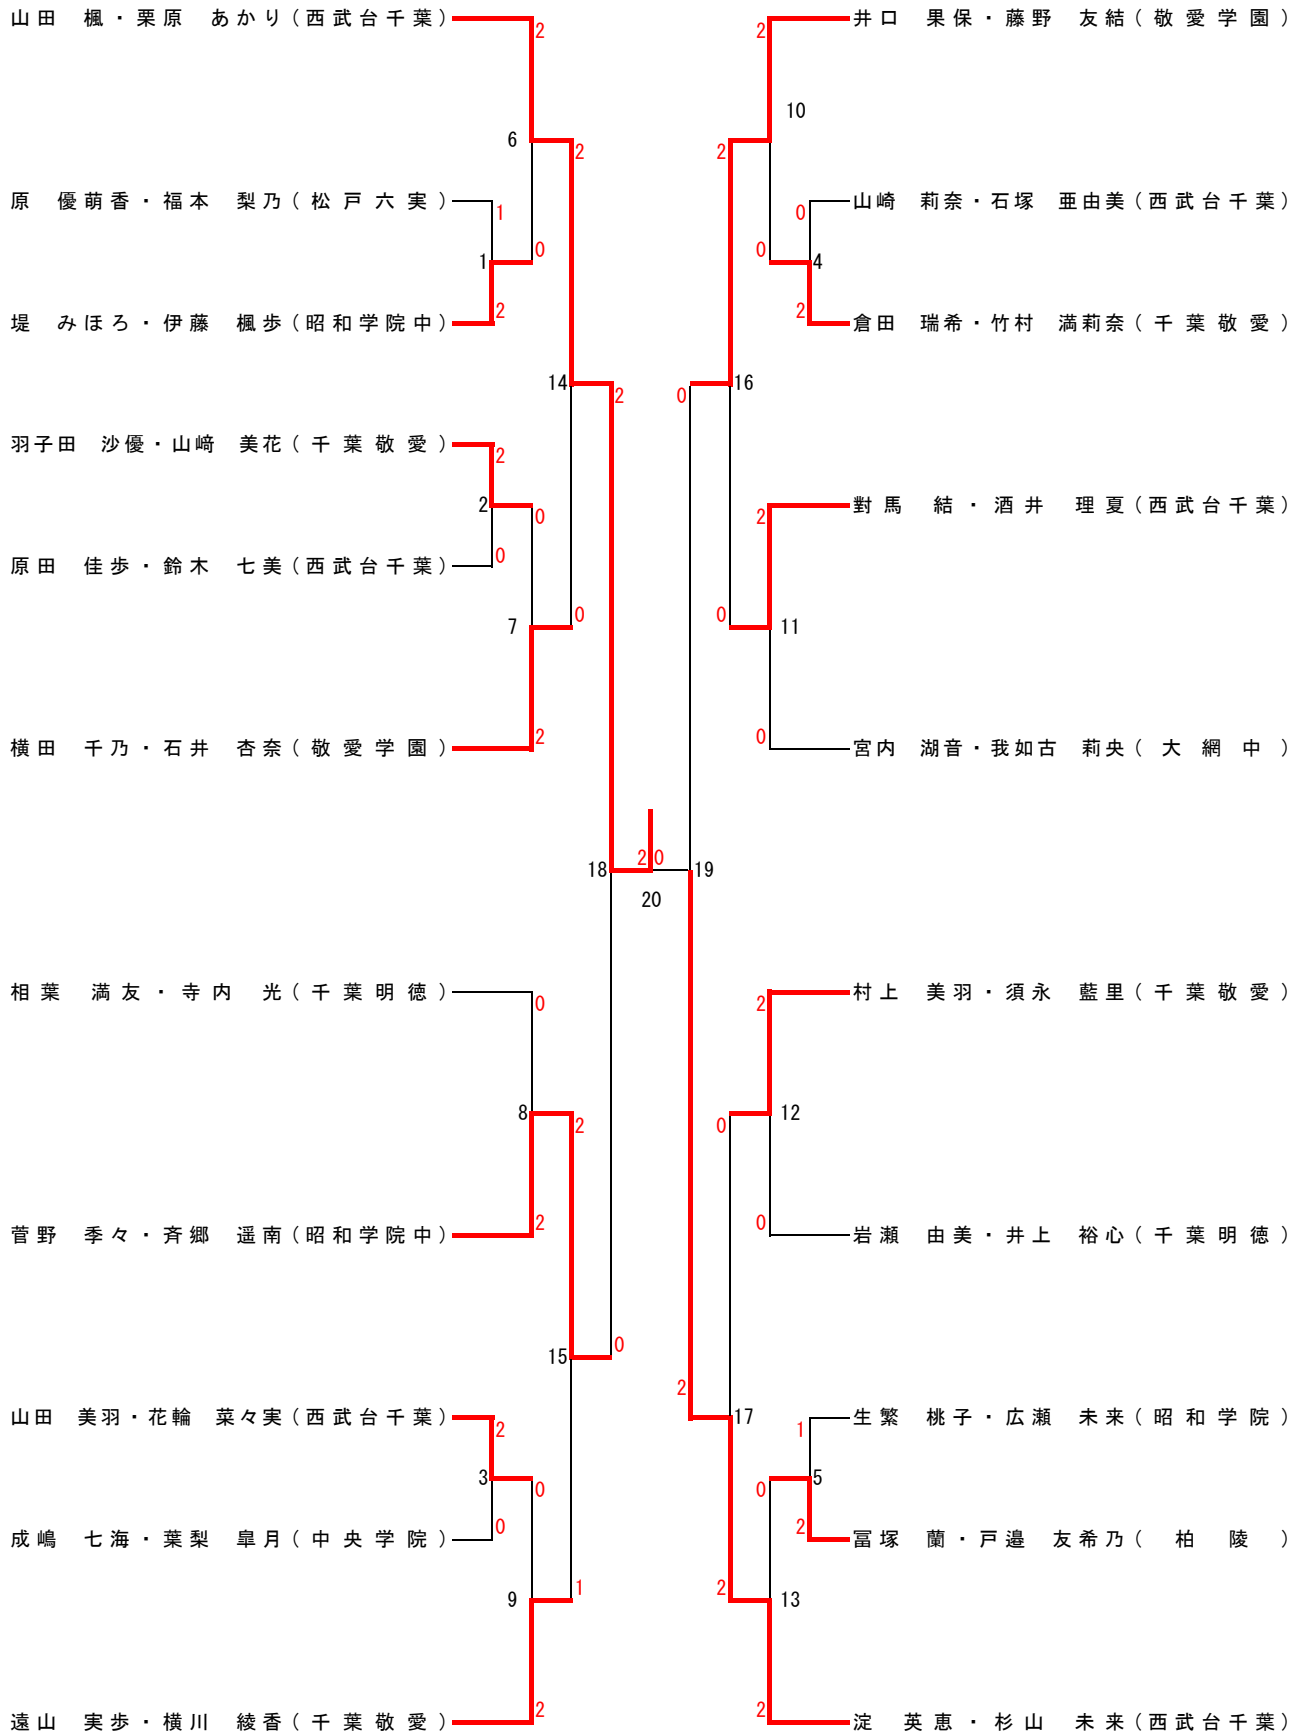 山田 楓・栗原 あかり(西武台千葉)
2
6
2
原 優萌香・福本 梨乃(松戸六実)
1
1
0
堤 みほろ・伊藤 楓歩(昭和学院中)
2
14
2
羽子田 沙優・山﨑 美花(千葉敬愛)
2
2
0
原田 佳歩・鈴木 七美(西武台千葉)
0
7
0
横田 千乃・石井 杏奈(敬愛学園)
2
18
2
0
20
相葉 満友・寺内 光(千葉明徳)
0
8
2
菅野 季々・斉郷 遥南(昭和学院中)
2
15
0
山田 美羽・花輪 菜々実(西武台千葉)
2
3
0
成嶋 七海・葉梨 皐月(中央学院)
0
9
1
遠山 実歩・横川 綾香(千葉敬愛)
2
井口 果保・藤野 友結(敬愛学園)
2
10
2
山崎 莉奈・石塚 亜由美(西武台千葉)
0
0
4
倉田 瑞希・竹村 満莉奈(千葉敬愛)
2
0
16
對馬 結・酒井 理夏(西武台千葉)
2
0
11
宮内 湖音・我如古 莉央(大網中)
0
19
村上 美羽・須永 藍里(千葉敬愛)
2
0
12
岩瀬 由美・井上 裕心(千葉明徳)
0
2
17
生繁 桃子・広瀬 未来(昭和学院)
1
0
5
冨塚 蘭・戸邉 友希乃(柏陵)
2
2
13
淀 英恵・杉山 未来(西武台千葉)
2